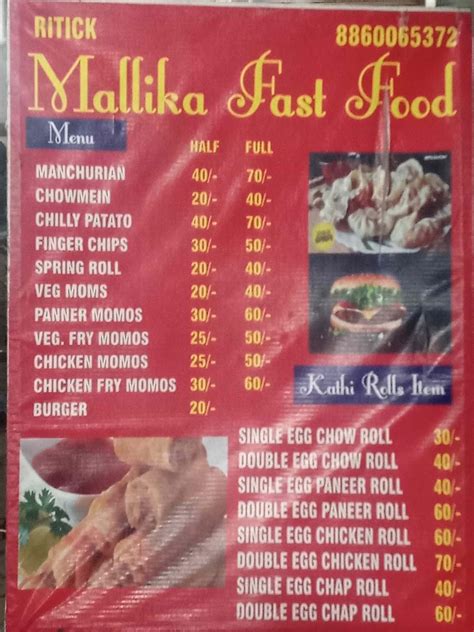 RiTICK 8860065372
Mallika Fast Food
Menu
HALF FULL
MANCHURIAN 40/- 70/-
CHOWMEIN 20/- 40/-
CHILLY PATATO 40/- 70/-
FINGER CHIPS 30/- 50/-
SPRING ROLL 20/- 40/-
VEG MOMS 20/- 40/-
PANNER MOMOS 30/- 60/-
VEG. FRY MOMOS 25/- 50/-
CHICKEN MOMOS 25/- 50/-
CHICKEN FRY MOMOS 30/- 60/-
BURGER 20/-
Kathi Rolls Item
SINGLE EGG CHOW ROLL 30/-
DOUBLE EGG CHOW ROLL 40/-
SINGLE EGG PANEER ROLL 40/-
DOUBLE EGG PANEER ROLL 60/-
SINGLE EGG CHICKEN ROLL 60/-
DOUBLE EGG CHICKEN ROLL 70/-
SINGLE EGG CHAP ROLL 40/-
DOUBLE EGG CHAP ROLL 60/-